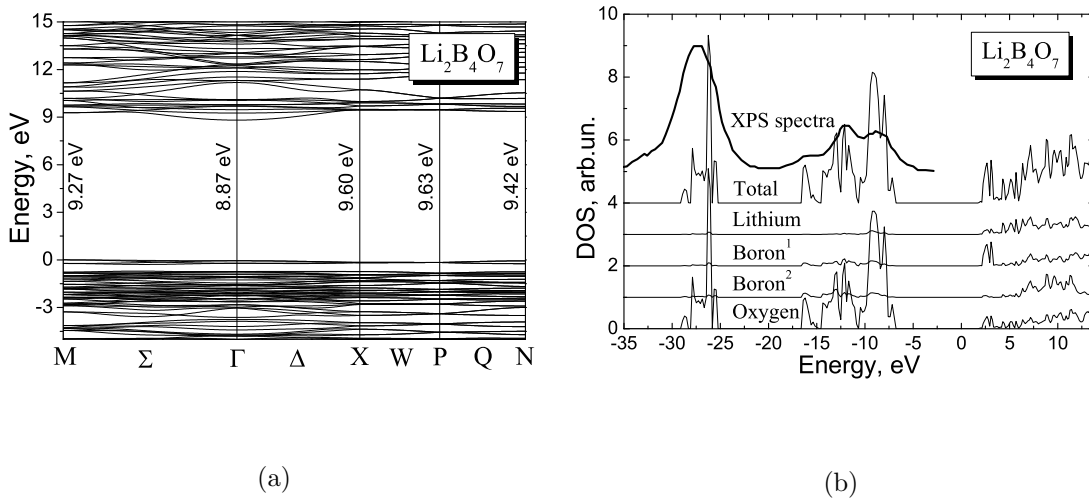 15
12
9
6
3
0
-3
Energy, eV
Li2B4O7
9.27 eV
8.87 eV
9.60 eV
9.63 eV
9.42 eV
M Σ Γ Δ X W P Q N
(a)
10
8
6
4
2
0
DOS, arb.un.
Li2B4O7
XPS spectra
Total
Lithium
Boron1
Boron2
Oxygen
-35 -30 -25 -20 -15 -10 -5 0 5 10
Energy, eV
(b)